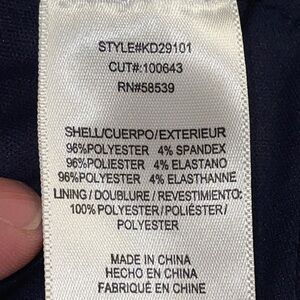 STYLE#KD29101
CUT#:100643
RN#58539
SHELL/CUERPO/EXTERIEUR
96%POLYESTER 4% SPANDEX
96%POLIESTER 4% ELASTANO
96%POLYESTER 4% ELASTHANNE
LINING / DOUBLURE / REVESTIMIENTO:
100%POLYESTER/POLIÉSTER/
POLYESTER
MADE IN CHINA
HECHO EN CHINA
FABRIQUÉ EN CHINE